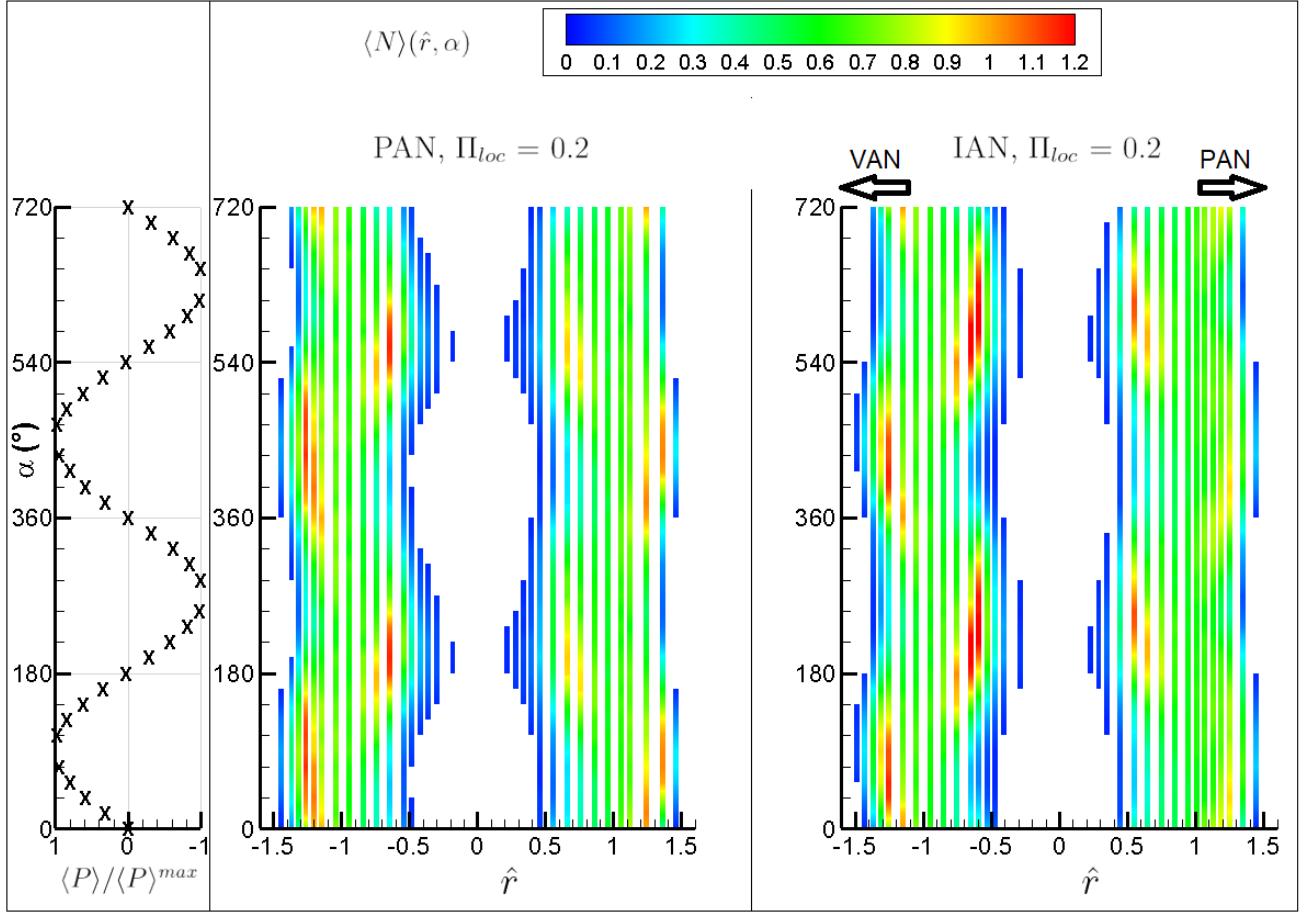 ⟨N⟩(r̂, α)
0 0.1 0.2 0.3 0.4 0.5 0.6 0.7 0.8 0.9 1 1.1 1.2
PAN, Π_loc = 0.2
IAN, Π_loc = 0.2
VAN
PAN
720
540
360
180
0
α (°)
1 0 -1
⟨P⟩/⟨P⟩^max
720
540
360
180
0
-1.5 -1 -0.5 0 0.5 1 1.5
r̂
720
540
360
180
0
-1.5 -1 -0.5 0 0.5 1 1.5
r̂